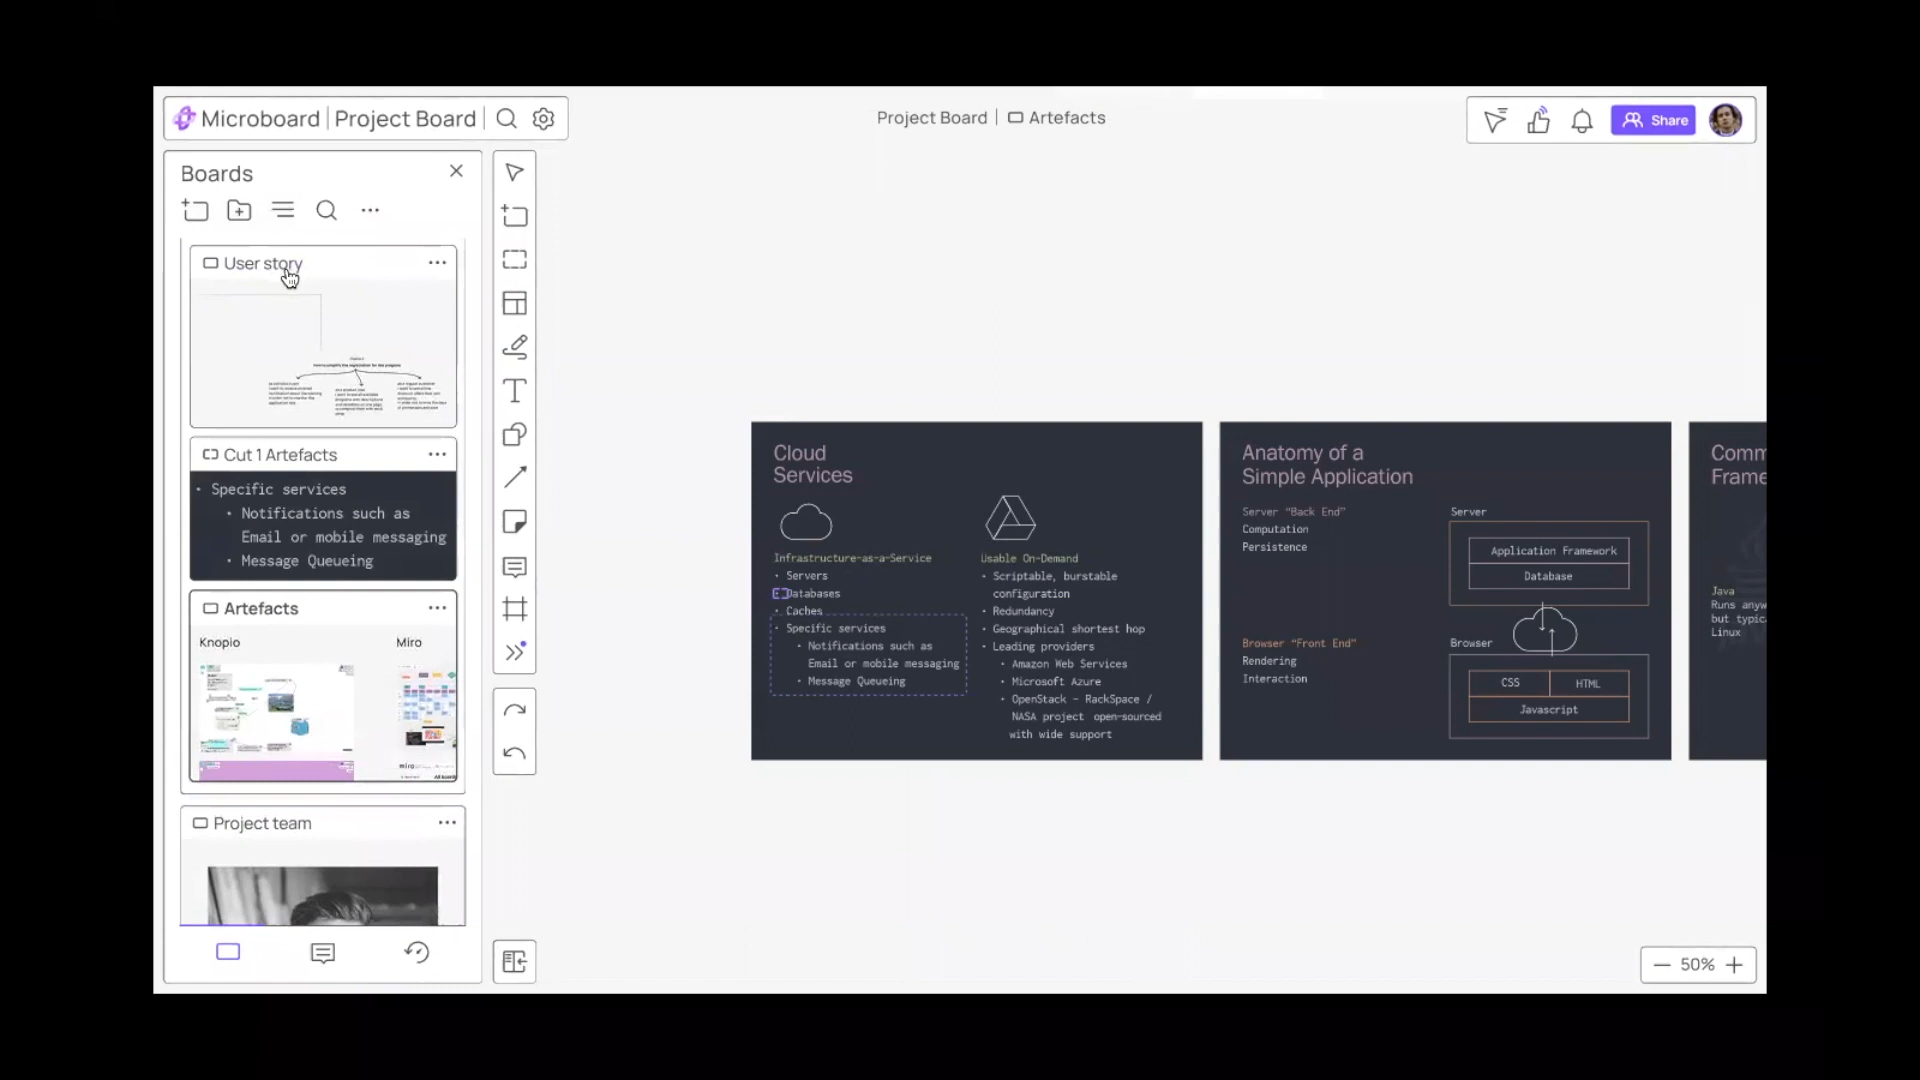 Microboard
Project Board
Project Board
Artefacts
Share
Boards
User story
Cut 1 Artefacts
• Specific services
• Notifications such as
Email or mobile messaging
• Message Queueing
Artefacts
Knopio
Miro
miro
Project team
Cloud
Services
Infrastructure-as-a-Service
• Servers
Databases
• Caches
• Specific services
• Notifications such as
Email or mobile messaging
• Message Queueing
Usable On-Demand
• Scriptable, burstable
configuration
• Redundancy
• Geographical shortest hop
• Leading providers
• Amazon Web Services
• Microsoft Azure
• OpenStack – RackSpace /
NASA project open-sourced
with wide support
Anatomy of a
Simple Application
Server “Back End”
Computation
Persistence
Browser “Front End”
Rendering
Interaction
Server
Application Framework
Database
Browser
CSS
HTML
Javascript
Comm
Frame
Java
Runs anyw
but typic
Linux
50%